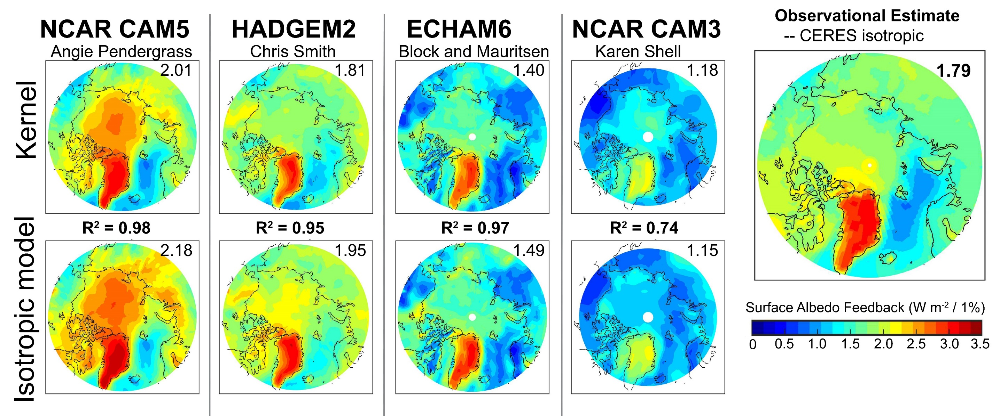 NCAR CAM5
Angie Pendergrass
HADGEM2
Chris Smith
ECHAM6
Block and Mauritsen
NCAR CAM3
Karen Shell
Observational Estimate
-- CERES isotropic
Kernel
2.01
1.81
1.40
1.18
1.79
R² = 0.98
R² = 0.95
R² = 0.97
R² = 0.74
Isotropic model
2.18
1.95
1.49
1.15
Surface Albedo Feedback (W m⁻² / 1%)
0 0.5 1.0 1.5 2.0 2.5 3.0 3.5